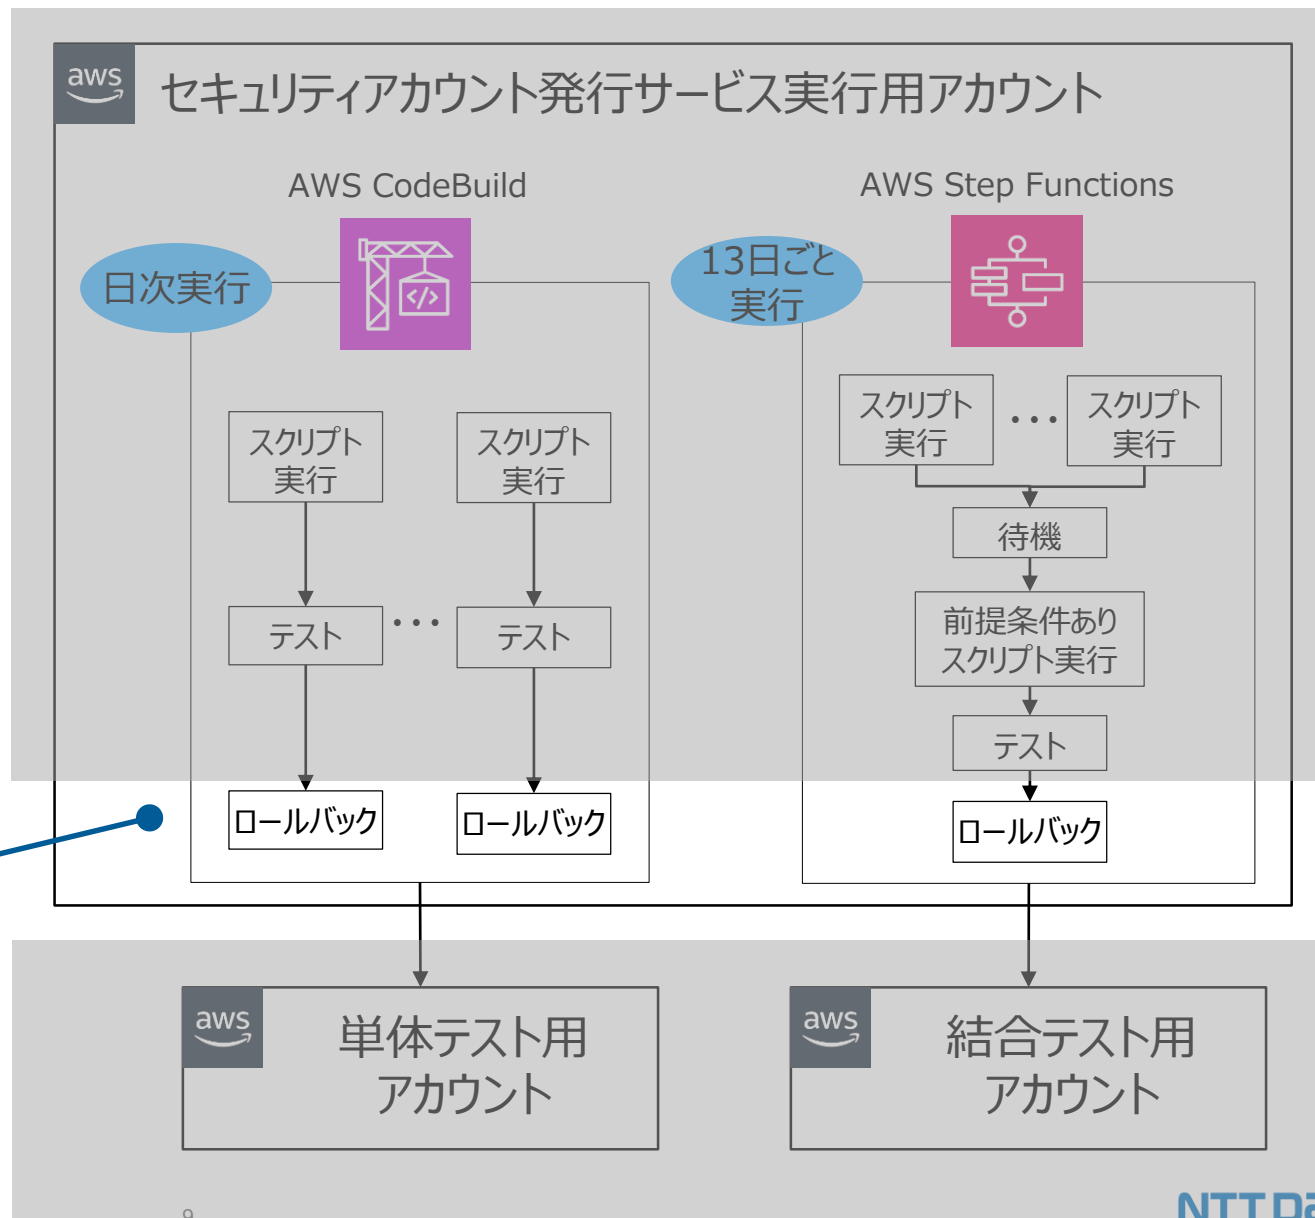 aws
セキュリティアカウント発行サービス実行用アカウント
AWS CodeBuild
日次実行
スクリプト
実行
スクリプト
実行
テスト
・・・
テスト
ロールバック
ロールバック
AWS Step Functions
13日ごと
実行
スクリプト
実行
・・・
スクリプト
実行
待機
前提条件あり
スクリプト実行
テスト
ロールバック
aws
単体テスト用
アカウント
aws
結合テスト用
アカウント
9
NTT Da